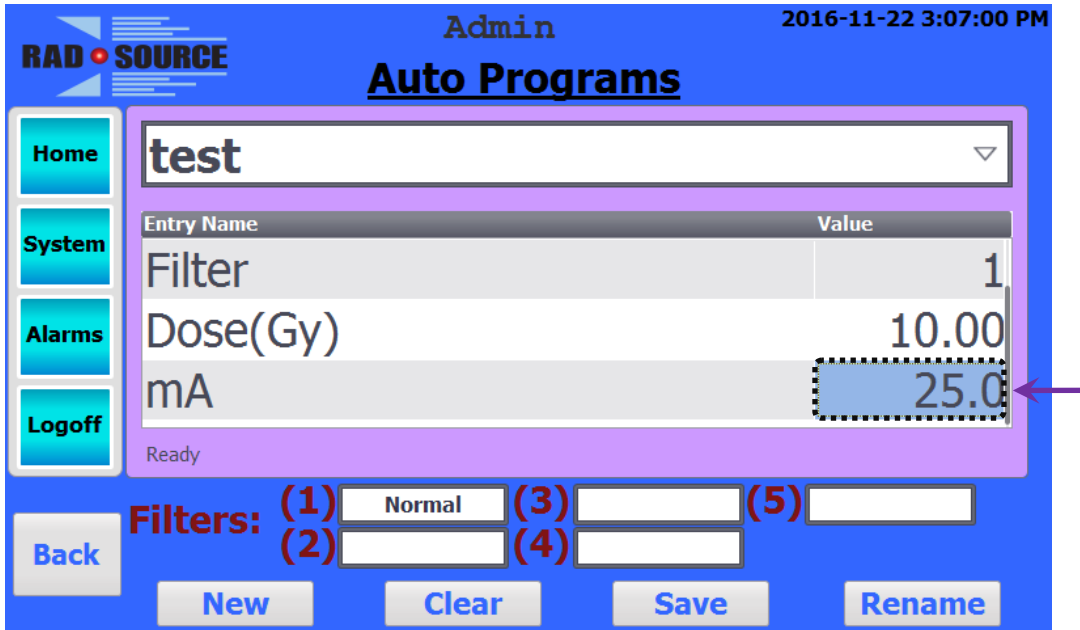 Admin
2016-11-22 3:07:00 PM
RAD SOURCE
Auto Programs
Home
System
Alarms
Logoff
test
Entry Name Value
Filter 1
Dose(Gy) 10.00
mA 25.0
Ready
Filters:
(1) Normal (3) (5)
(2) (4)
Back
New Clear Save Rename